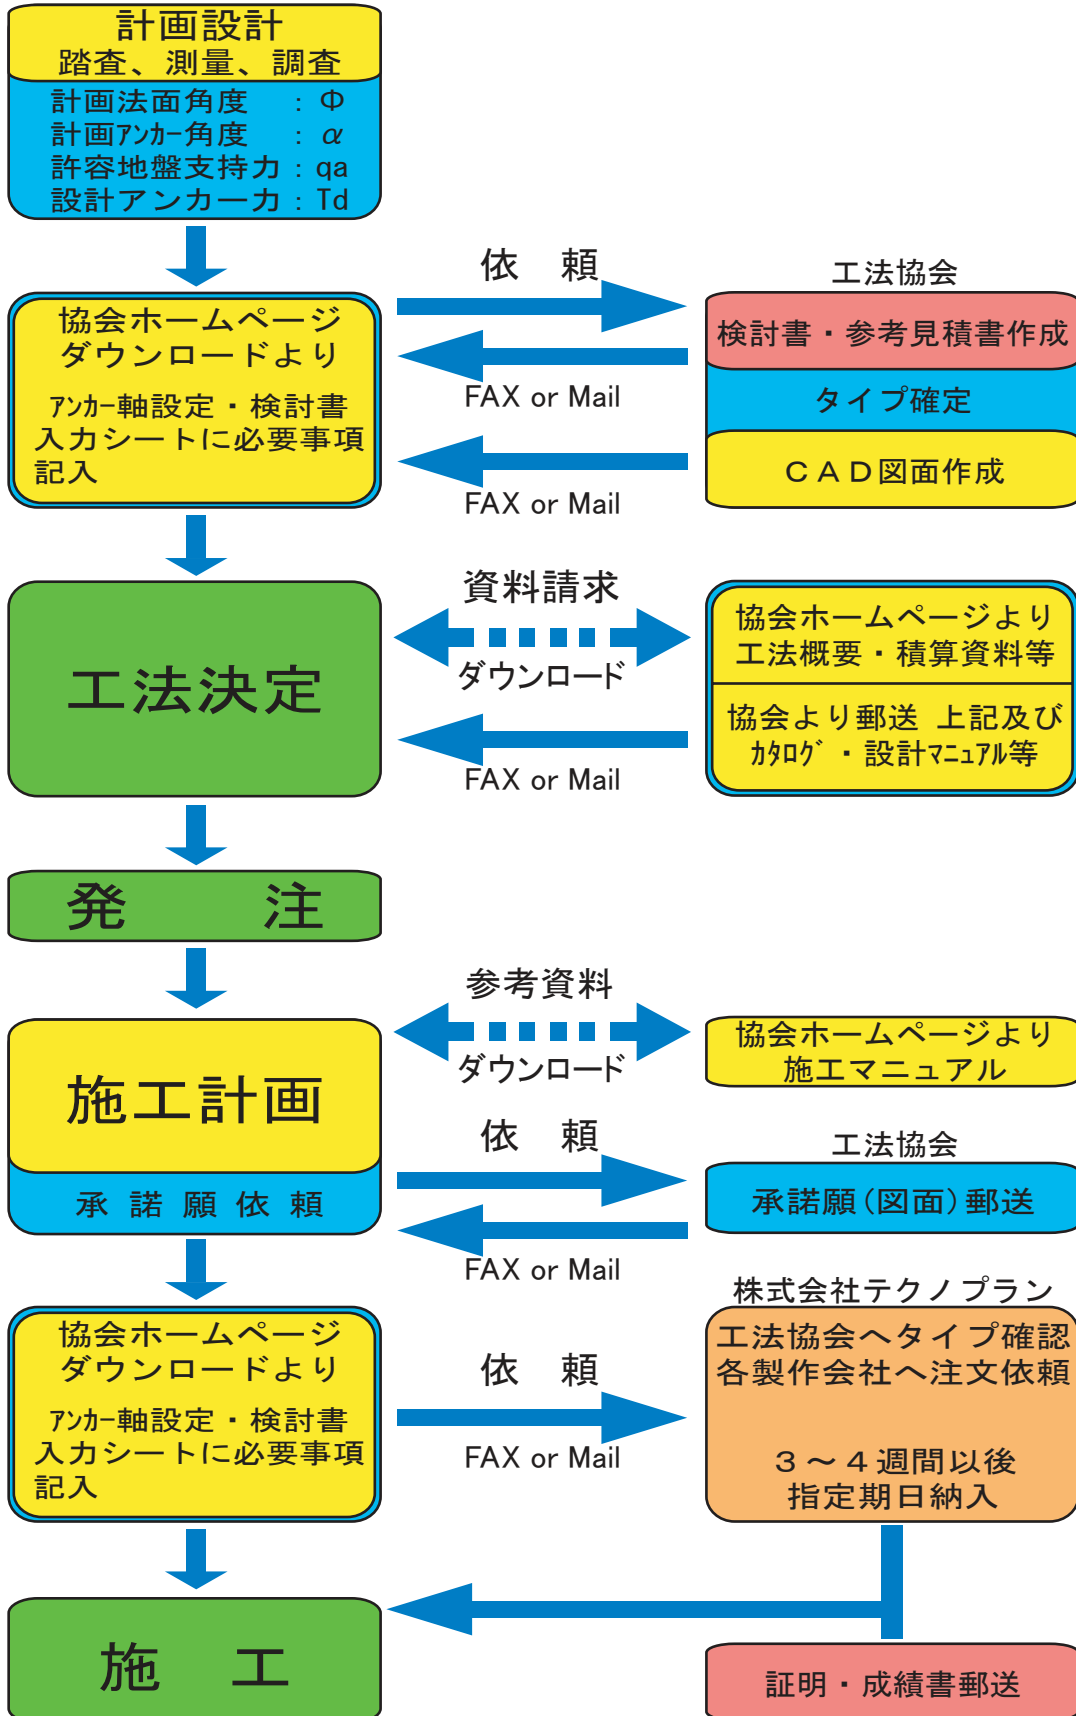 計画設計
踏査、測量、調査
計画法面角度 : Φ
計画ｱﾝｶｰ角度 : α
許容地盤支持力 : qa
設計アンカー力 : Td
依 頼
工法協会
協会ホームページ
ダウンロードより
ｱﾝｶｰ軸設定・検討書
入力シートに必要事項
記入
FAX or Mail
FAX or Mail
検討書・参考見積書作成
タイプ確定
ＣＡＤ図面作成
工法決定
資料請求
ダウンロード
FAX or Mail
協会ホームページより
工法概要・積算資料等
協会より郵送 上記及び
ｶﾀﾛｸﾞ・設計ﾏﾆｭｱﾙ等
発 注
施工計画
承諾願依頼
参考資料
ダウンロード
協会ホームページより
施工マニュアル
依 頼
FAX or Mail
工法協会
承諾願(図面)郵送
協会ホームページ
ダウンロードより
ｱﾝｶｰ軸設定・検討書
入力シートに必要事項
記入
依 頼
FAX or Mail
株式会社テクノプラン
工法協会へタイプ確認
各製作会社へ注文依頼
３～４週間以後
指定期日納入
施 工
証明・成績書郵送